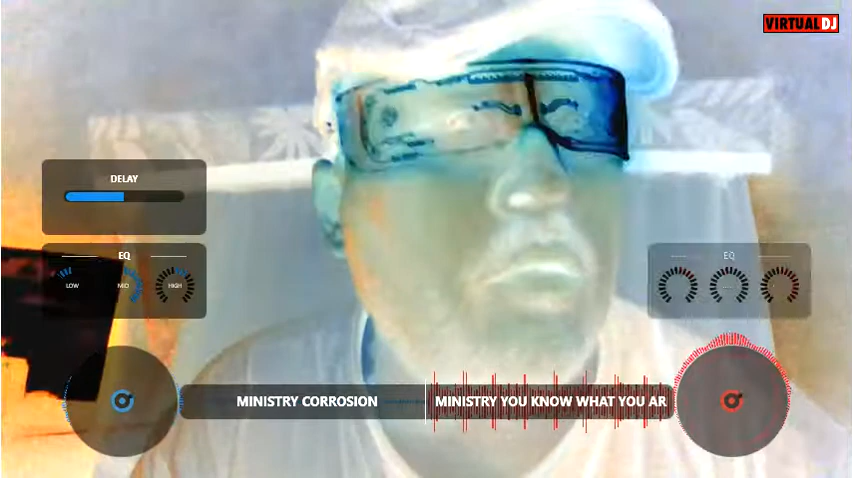 VIRTUALDJ
DELAY
EQ
LOW
MID
HIGH
EQ
MINISTRY CORROSION
MINISTRY YOU KNOW WHAT YOU AR